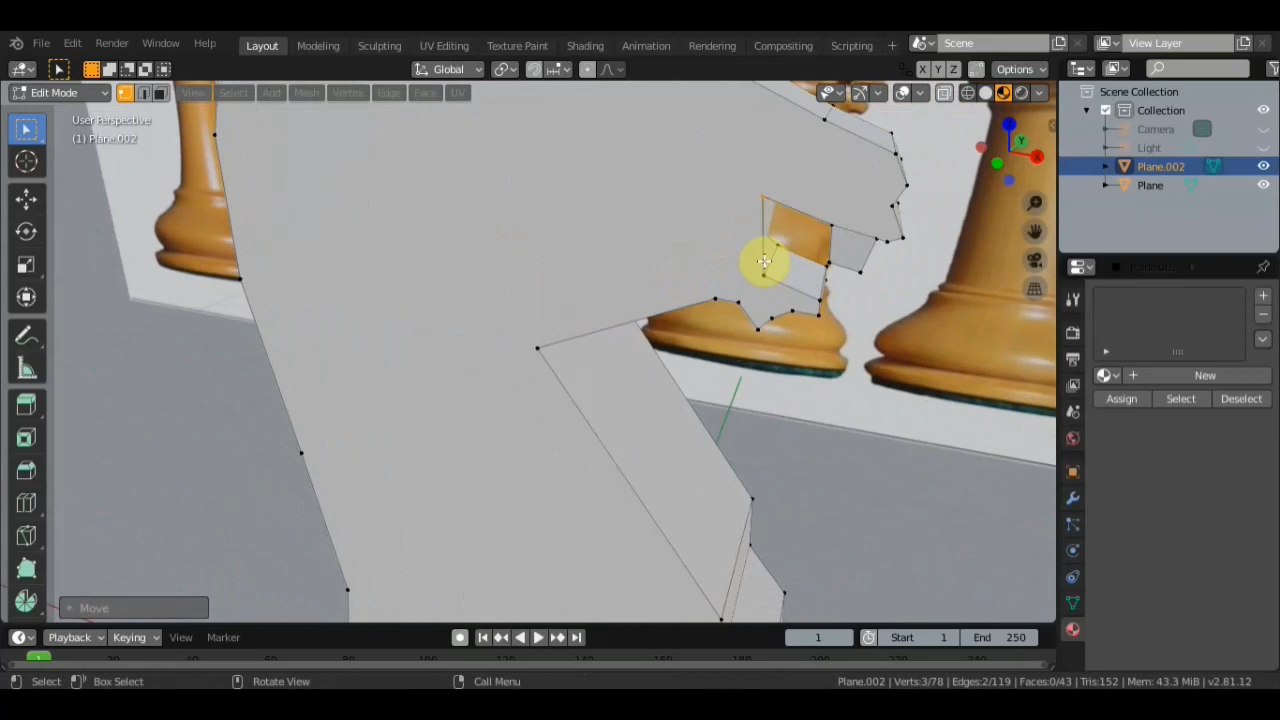 File Edit Render Window Help Layout Modeling Sculpting UV Editing Texture Paint Shading Animation Rendering Compositing Scripting + Scene View Layer
Global X Y Z Options
Edit Mode View Select Add Mesh Vertex Edge Face UV
User Perspective
(1) Plane.002
Z
Y
X
Scene Collection
Collection
Camera
Light
Plane.002
Plane
New
Assign Select Deselect
Move
Playback Keying View Marker 1 Start 1 End 250
1
Select Box Select Rotate View Call Menu Plane.002 | Verts:3/78 | Edges:2/119 | Faces:0/43 | Tris:152 | Mem: 43.3 MiB | v2.81.12